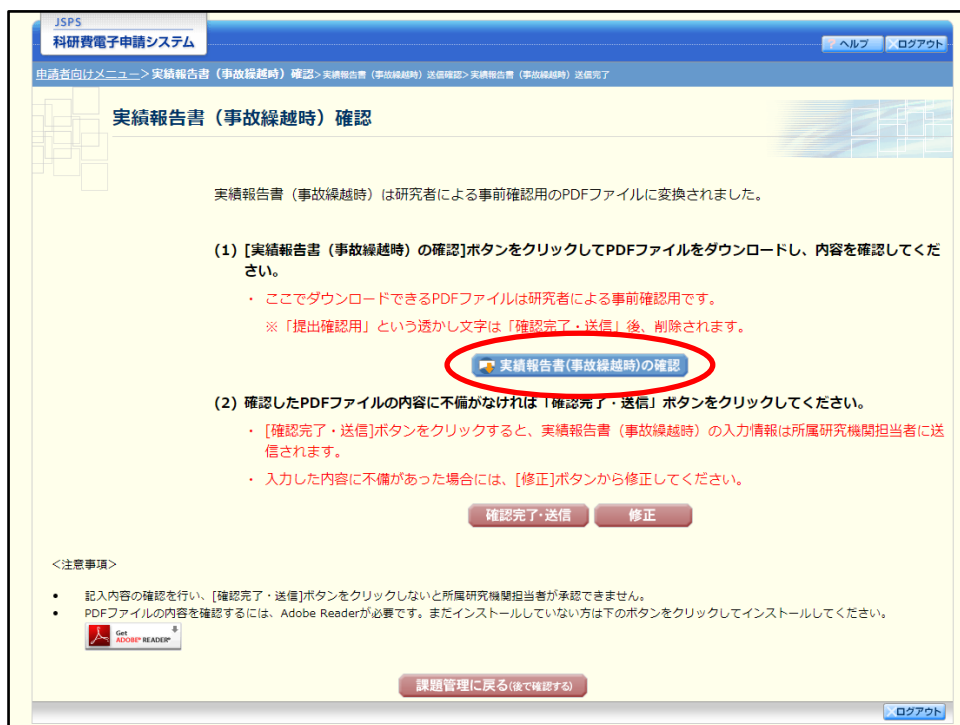 JSPS
科研費電子申請システム
? ヘルプ ×ログアウト
申請者向けメニュー>実績報告書（事故繰越時）確認>実績報告書（事故繰越時）送信確認>実績報告書（事故繰越時）送信完了
実績報告書（事故繰越時）確認
実績報告書（事故繰越時）は研究者による事前確認用のPDFファイルに変換されました。
(1) [実績報告書（事故繰越時）の確認]ボタンをクリックしてPDFファイルをダウンロードし、内容を確認してくだ
さい。
・ ここでダウンロードできるPDFファイルは研究者による事前確認用です。
※「提出確認用」という透かし文字は「確認完了・送信」後、削除されます。
実績報告書(事故繰越時)の確認
(2) 確認したPDFファイルの内容に不備がなければ「確認完了・送信」ボタンをクリックしてください。
・ [確認完了・送信]ボタンをクリックすると、実績報告書（事故繰越時）の入力情報は所属研究機関担当者に送
信されます。
・ 入力した内容に不備があった場合には、[修正]ボタンから修正してください。
確認完了・送信 修正
<注意事項>
• 記入内容の確認を行い、[確認完了・送信]ボタンをクリックしないと所属研究機関担当者が承認できません。
• PDFファイルの内容を確認するには、Adobe Readerが必要です。まだインストールしていない方は下のボタンをクリックしてインストールしてください。
Get
ADOBE® READER®
課題管理に戻る(後で確認する)
×ログアウト